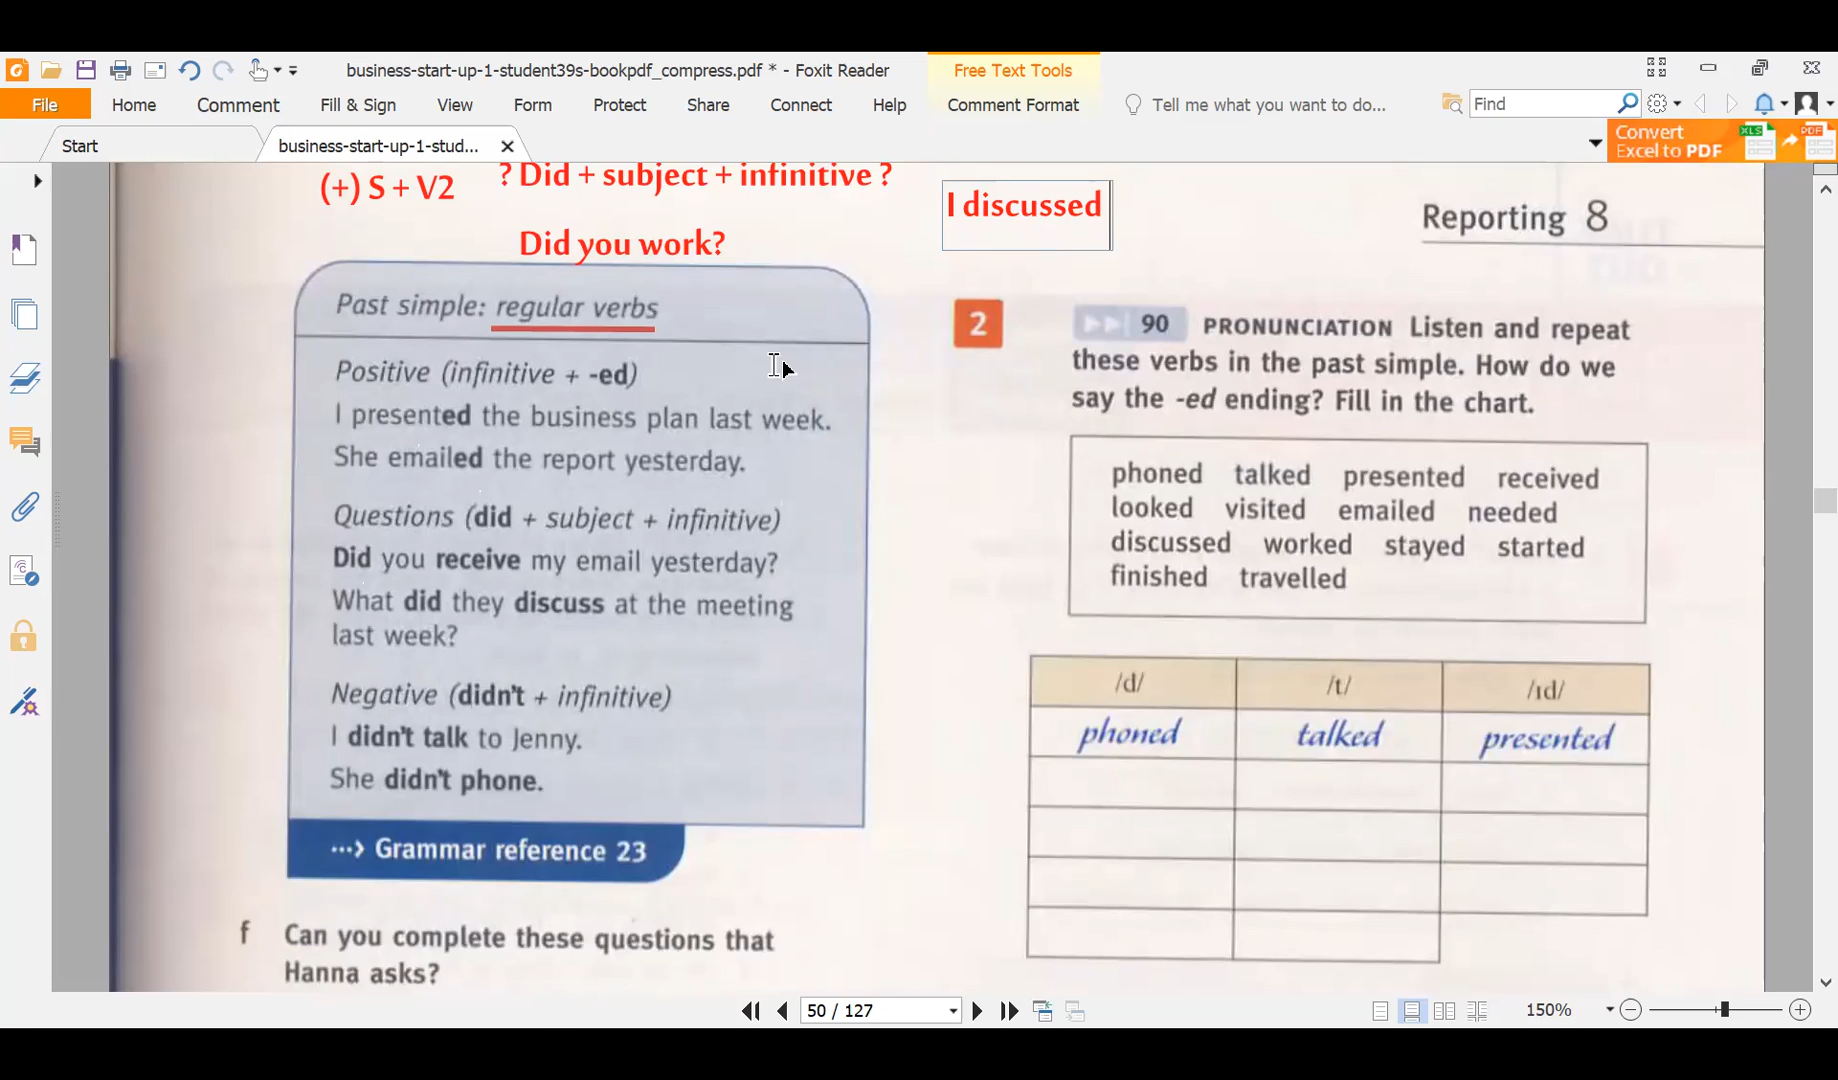 business-start-up-1-student39s-bookpdf_compress.pdf * - Foxit Reader
Free Text Tools
File
Home
Comment
Fill & Sign
View
Form
Protect
Share
Connect
Help
Comment Format
Tell me what you want to do...
Find
Start
business-start-up-1-stud...
Convert
Excel to PDF
XLS
PDF
(+) S + V2
? Did + subject + infinitive ?
Did you work?
I discussed
Reporting 8
Past simple: regular verbs
Positive (infinitive + -ed)
I presented the business plan last week.
She emailed the report yesterday.
Questions (did + subject + infinitive)
Did you receive my email yesterday?
What did they discuss at the meeting
last week?
Negative (didn't + infinitive)
I didn't talk to Jenny.
She didn't phone.
Grammar reference 23
f Can you complete these questions that
Hanna asks?
2 90 PRONUNCIATION Listen and repeat
these verbs in the past simple. How do we
say the -ed ending? Fill in the chart.
phoned talked presented received
looked visited emailed needed
discussed worked stayed started
finished travelled
/d/ /t/ /ɪd/
phoned talked presented
50 / 127
150%